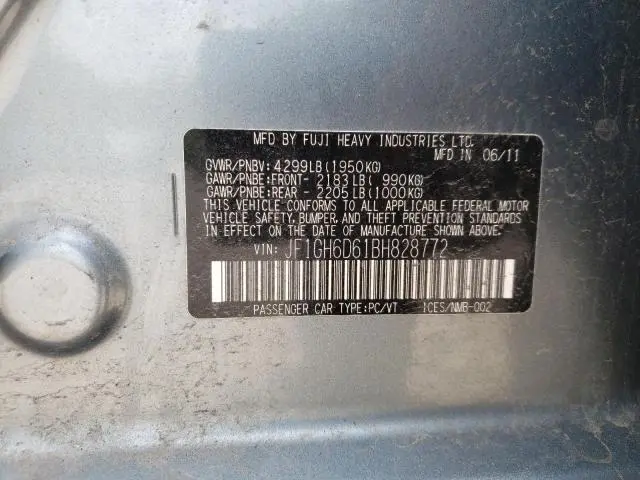 MFD BY FUJI HEAVY INDUSTRIES LTD.
MFD IN 06/11
GVWR/PNBV: 4299LB(1950KG)
GAWR/PNBE:FRONT- 2183LB( 990KG)
GAWR/PNBE:REAR - 2205LB(1000KG)
THIS VEHICLE CONFORMS TO ALL APPLICABLE FEDERAL MOTOR
VEHICLE SAFETY, BUMPER, AND THEFT PREVENTION STANDARDS
IN EFFECT ON THE DATE OF MANUFACTURE SHOWN ABOVE.
VIN: JF1GH6D61BH828772
PASSENGER CAR TYPE:PC/VT ICES/NMB-002